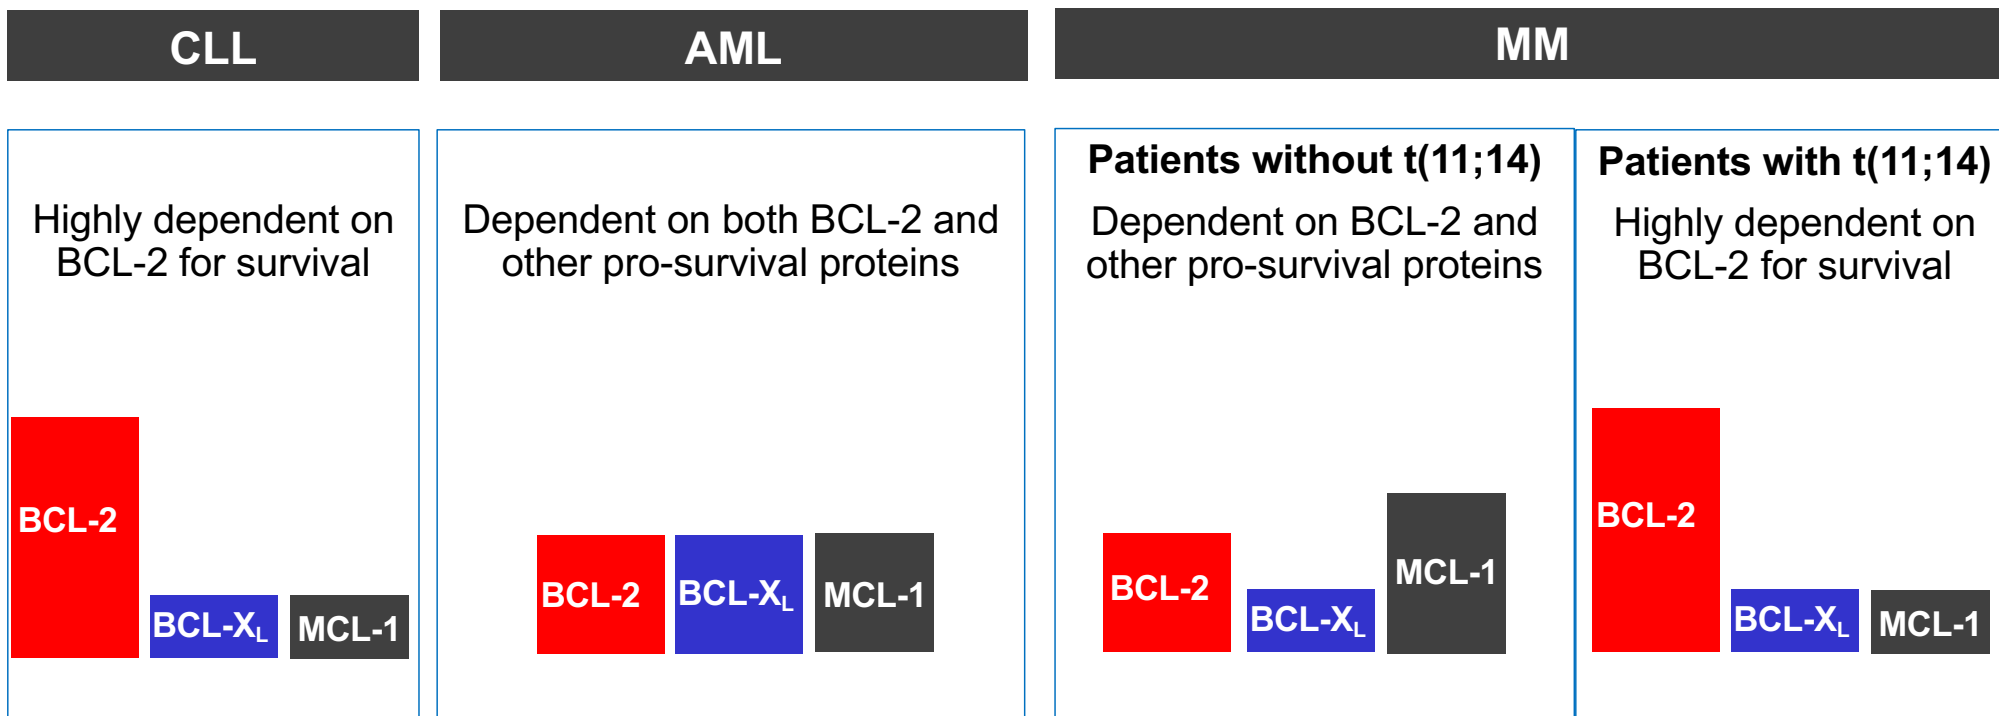 CLL
Highly dependent on
BCL-2 for survival
BCL-2
BCL-XL
MCL-1
AML
Dependent on both BCL-2 and
other pro-survival proteins
BCL-2
BCL-XL
MCL-1
MM
Patients without t(11;14)
Dependent on BCL-2 and
other pro-survival proteins
BCL-2
BCL-XL
MCL-1
Patients with t(11;14)
Highly dependent on
BCL-2 for survival
BCL-2
BCL-XL
MCL-1